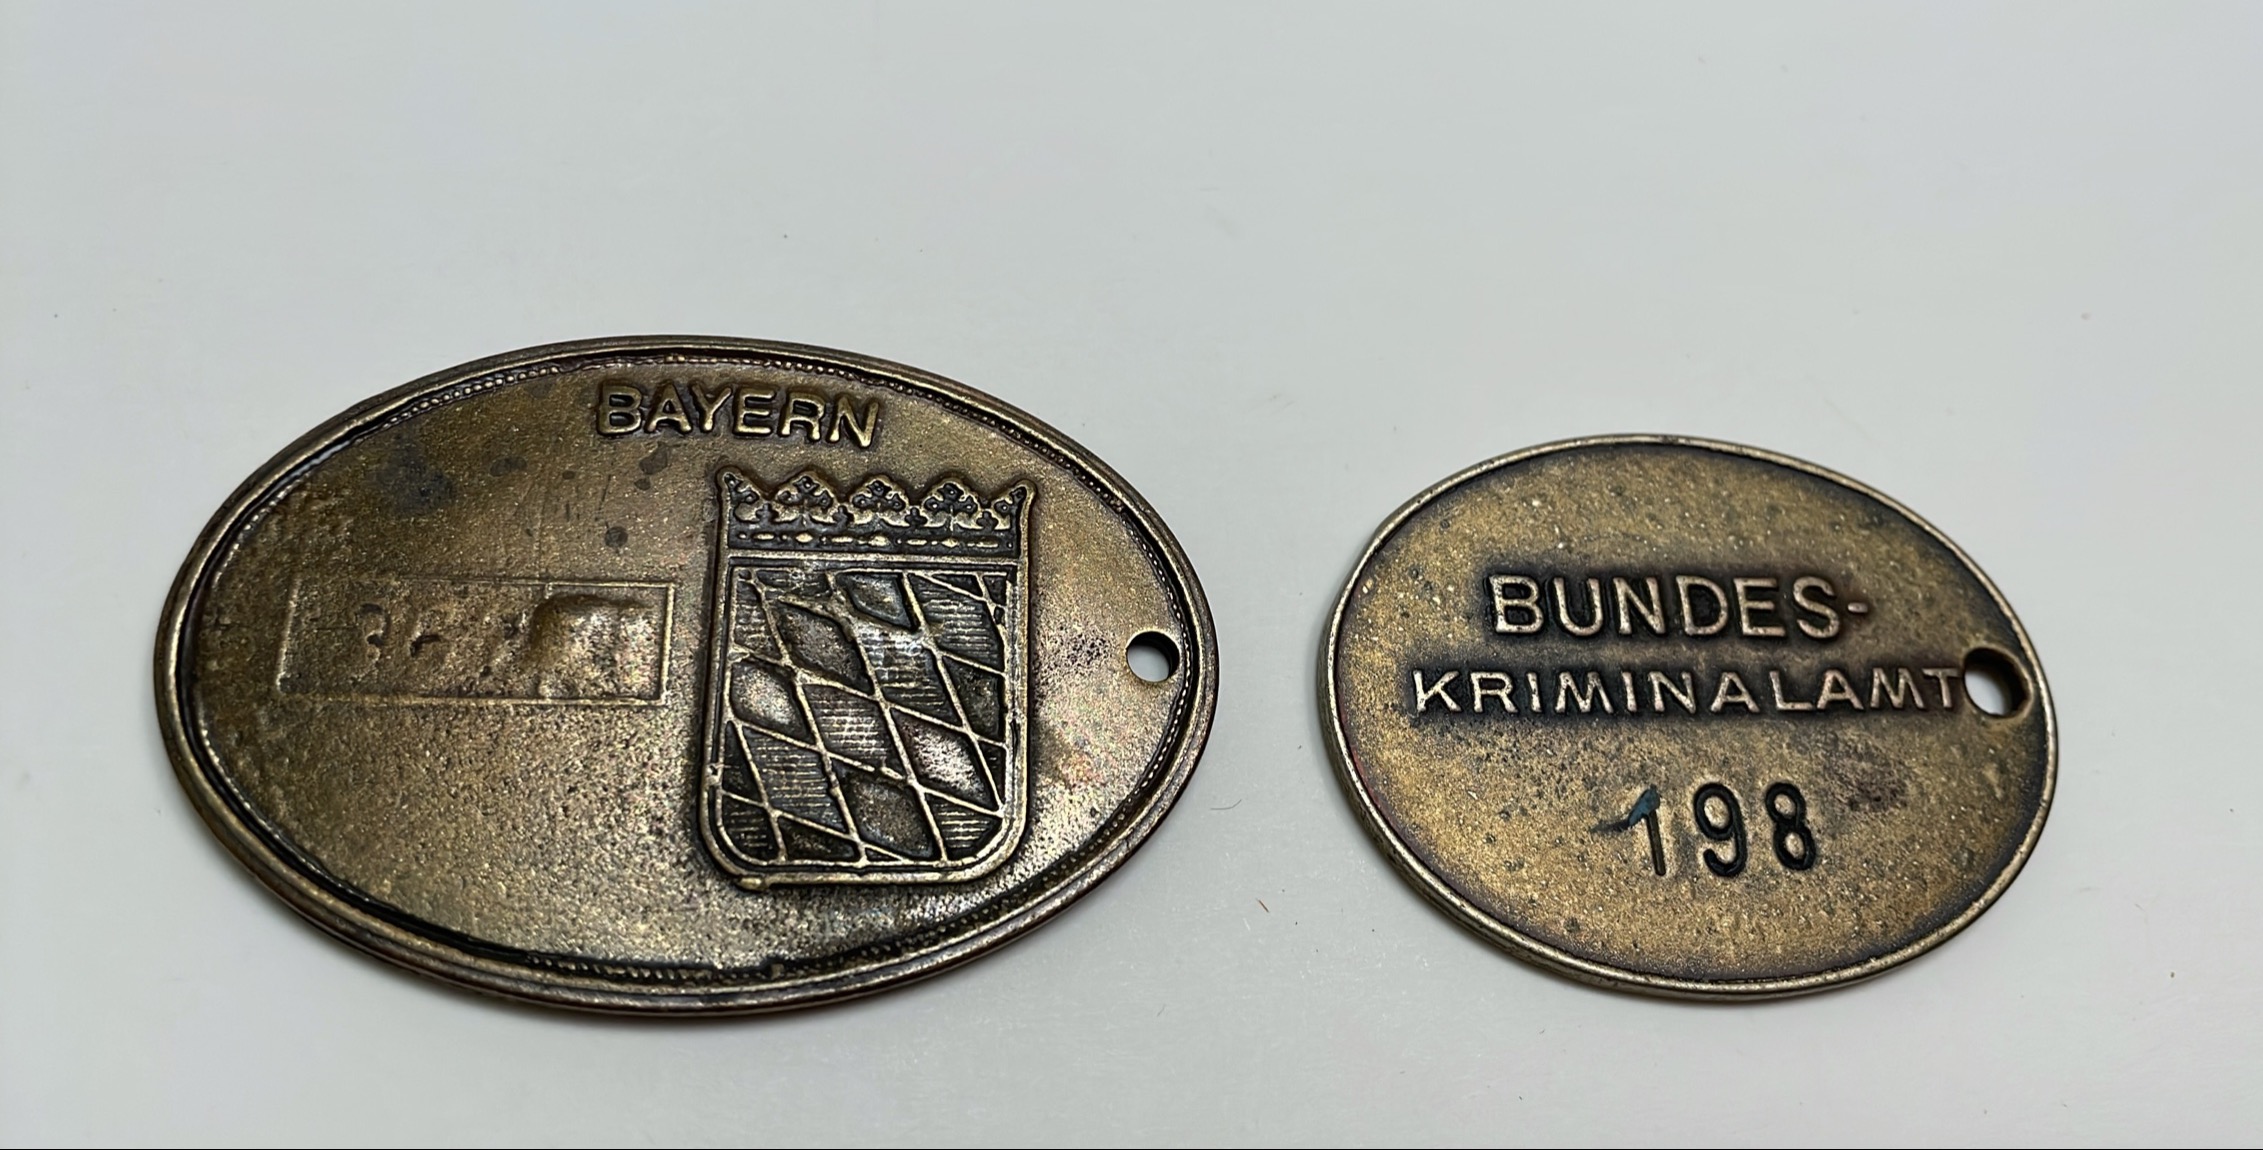 BAYERN
BUNDES-
KRIMINALAMT
198